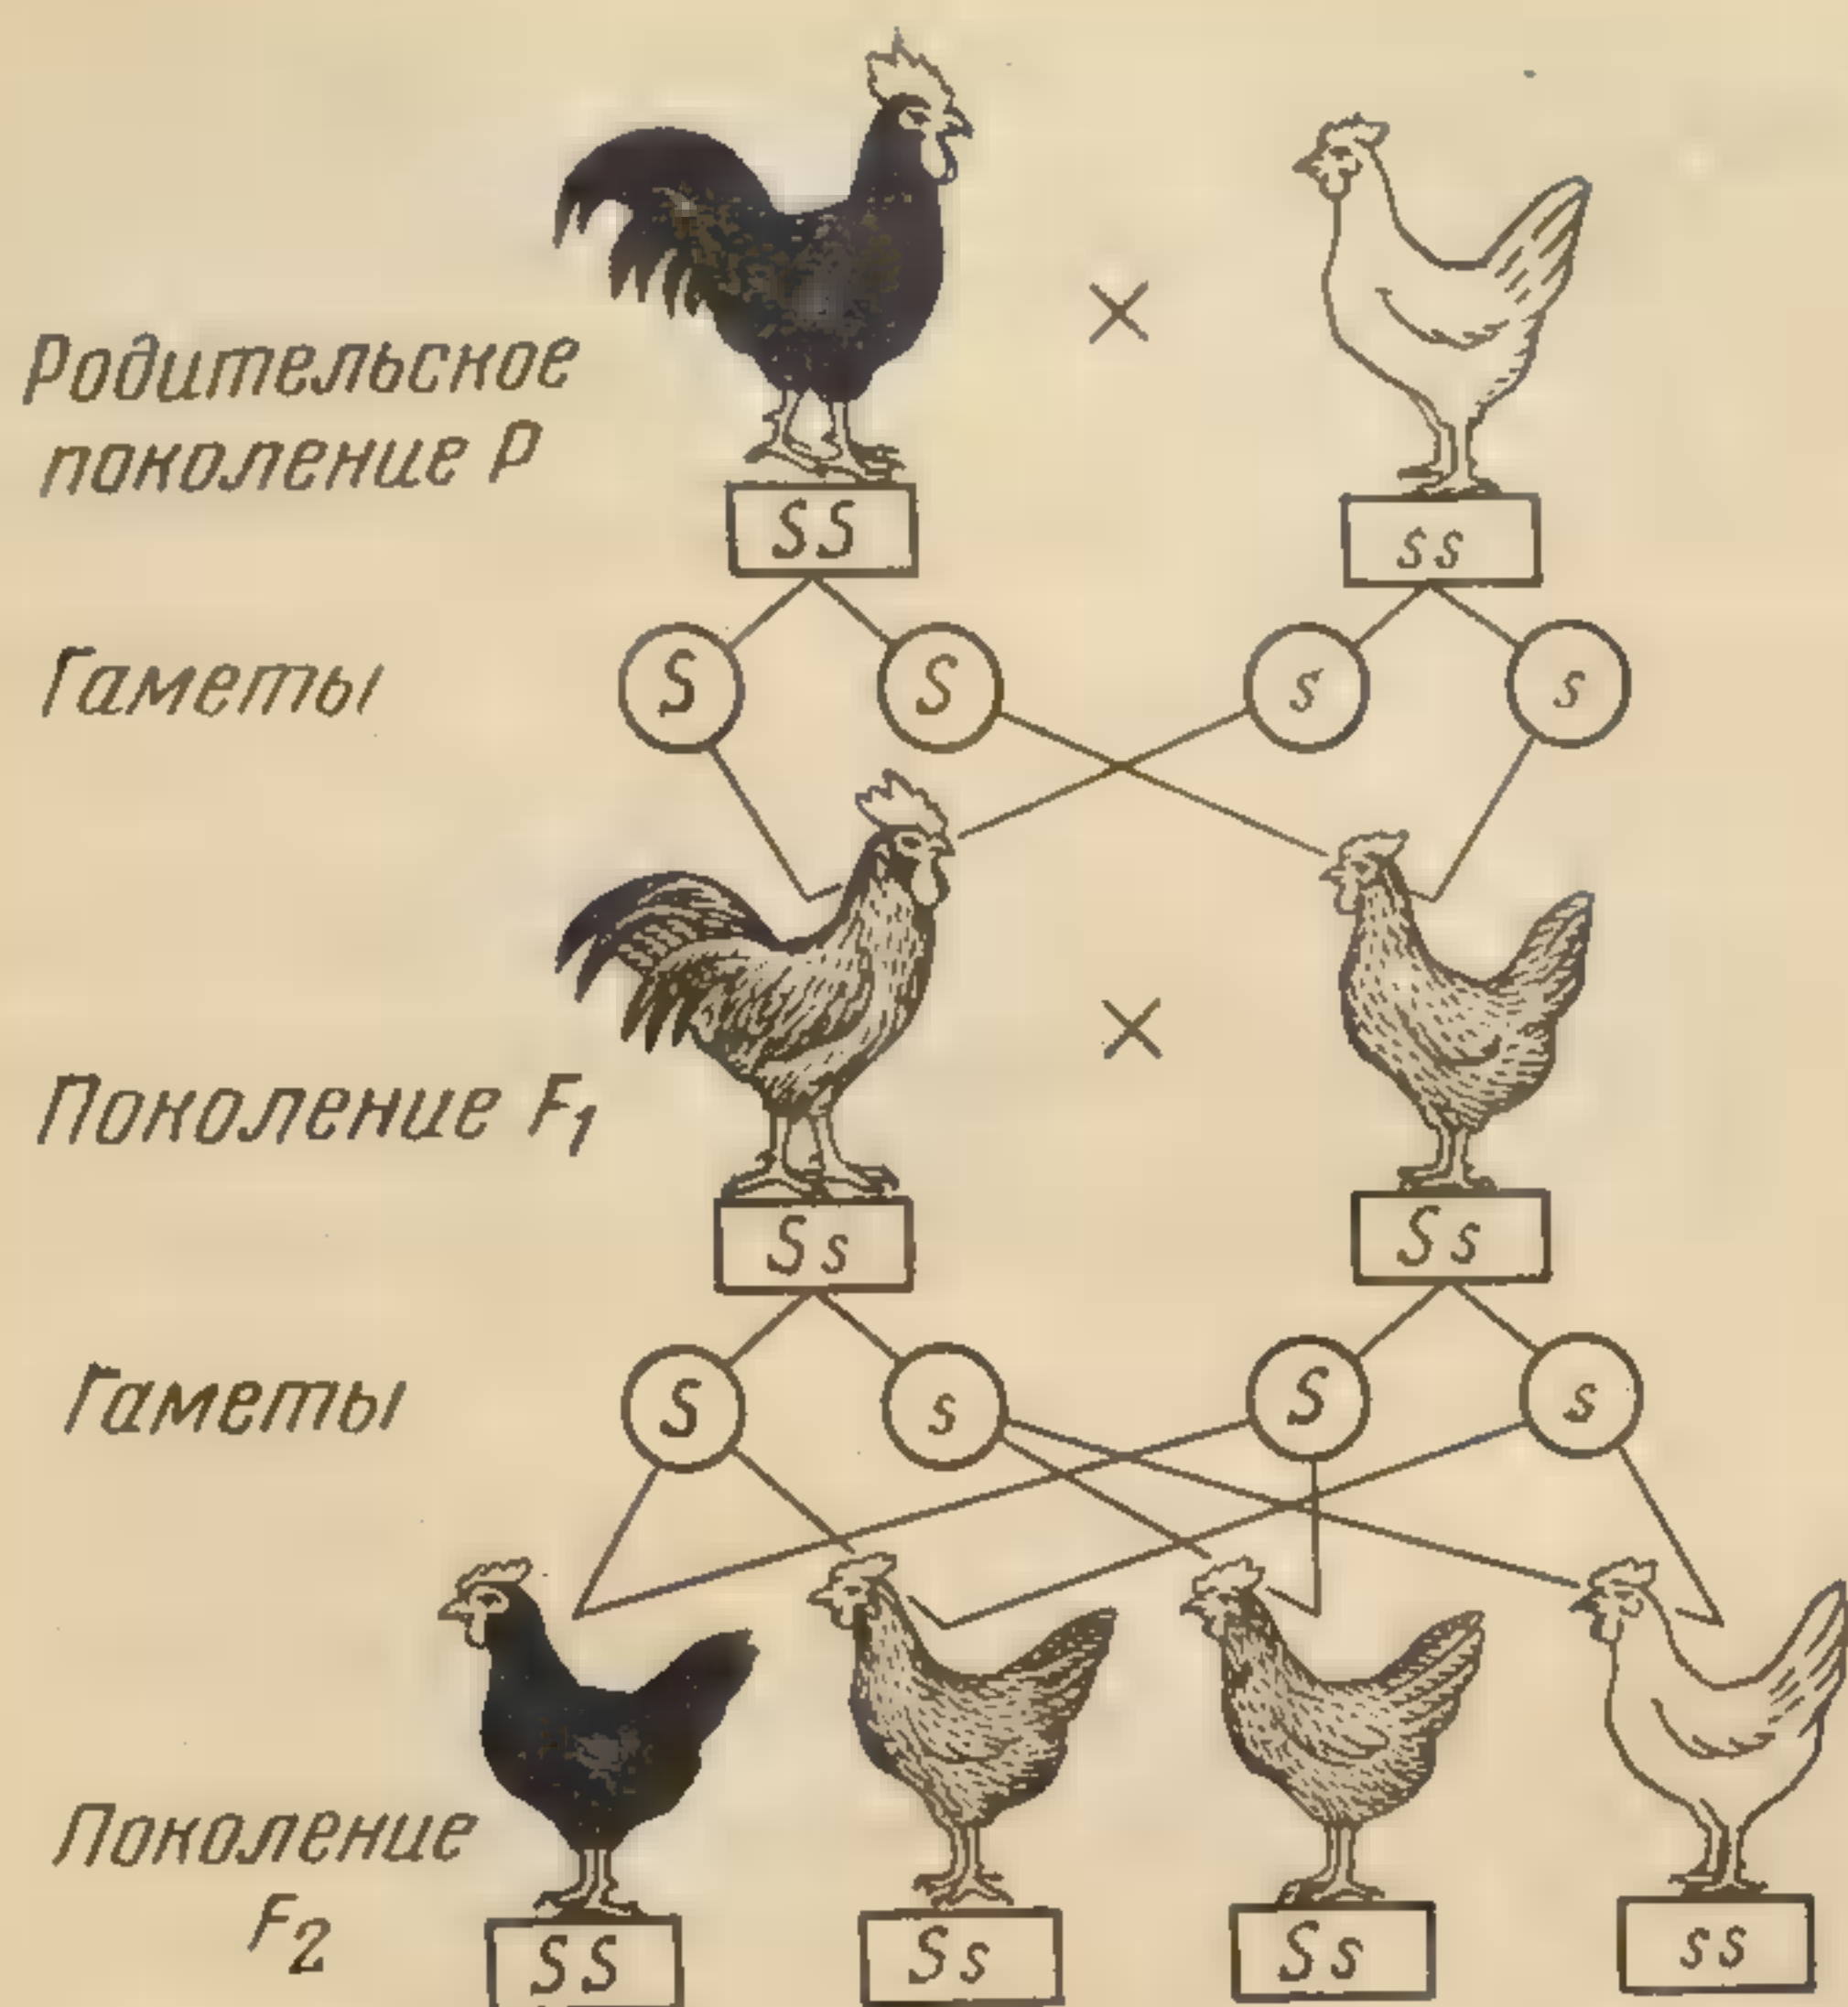 ×
Родительское
поколение P
SS ss
Гаметы S S s s
×
Поколение F₁
Ss Ss
Гаметы S s S s
Поколение
F₂
SS Ss Ss ss